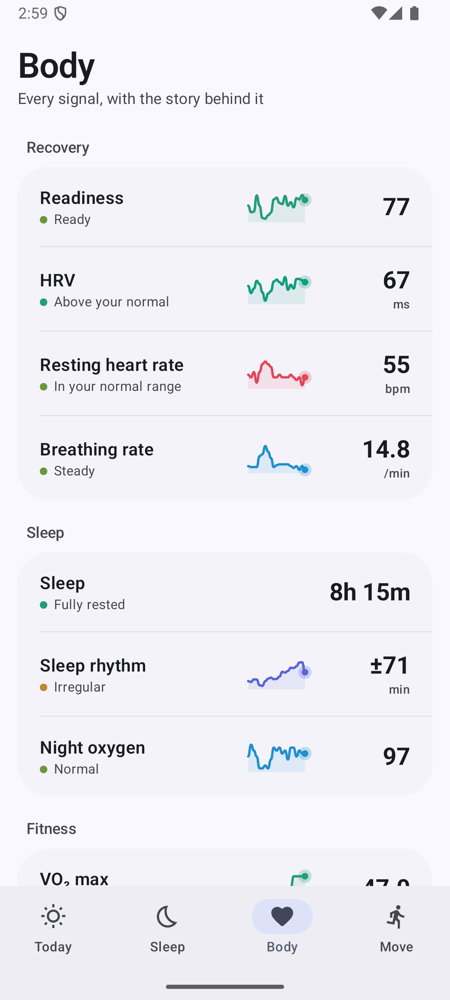 2:59
Body
Every signal, with the story behind it
Recovery
Readiness
Ready
77
HRV
Above your normal
67
ms
Resting heart rate
In your normal range
55
bpm
Breathing rate
Steady
14.8
/min
Sleep
Sleep
Fully rested
8h 15m
Sleep rhythm
Irregular
±71
min
Night oxygen
Normal
97
Fitness
VO₂ max
Today
Sleep
Body
Move